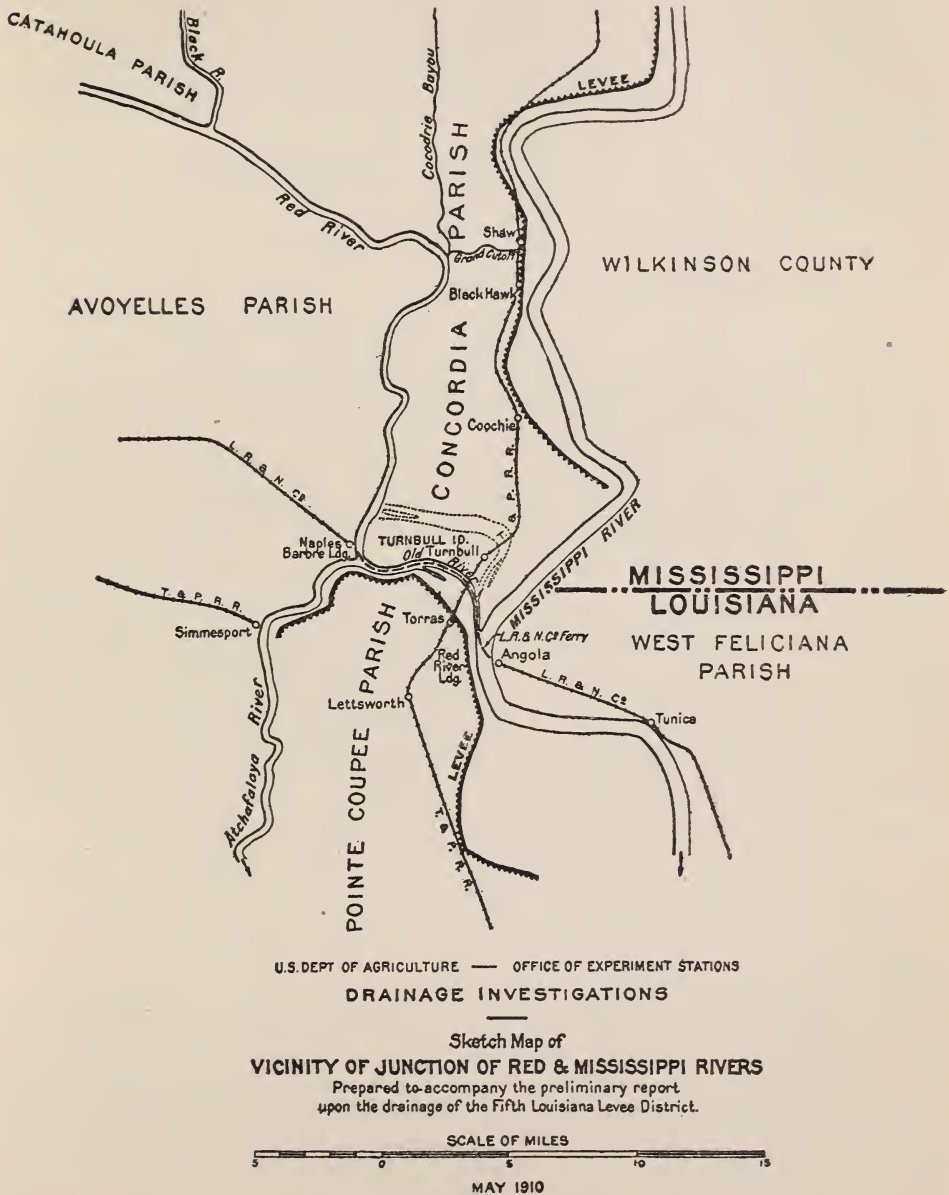 CATAHOULA PARISH
Black R.
Cocodrie Bayou
LEVEE
PARISH
Red River
Shaw
Grand Cutoff
WILKINSON COUNTY
Black Hawk
AVOYELLES PARISH
CONCORDIA
Coochie
L. R. & N. Co.
T. & P. R. R.
MISSISSIPPI RIVER
Naples
Barbre Ldg.
TURNBULL ID.
Old River
Turnbull
MISSISSIPPI
LOUISIANA
T. & P. R. R.
Simmesport
Torras
L.R. & N. Co. Ferry
WEST FELICIANA
PARISH
Angola
Red
River
Ldg.
L. R. & N. Co.
Lettsworth
Tunica
Atchafalaya River
POINTE COUPEE PARISH
LEVEE
T. & P. R. R.
U.S. DEPT OF AGRICULTURE — OFFICE OF EXPERIMENT STATIONS
DRAINAGE INVESTIGATIONS
Sketch Map of
VICINITY OF JUNCTION OF RED & MISSISSIPPI RIVERS
Prepared to accompany the preliminary report
upon the drainage of the Fifth Louisiana Levee District.
SCALE OF MILES
5 0 5 10 15
MAY 1910